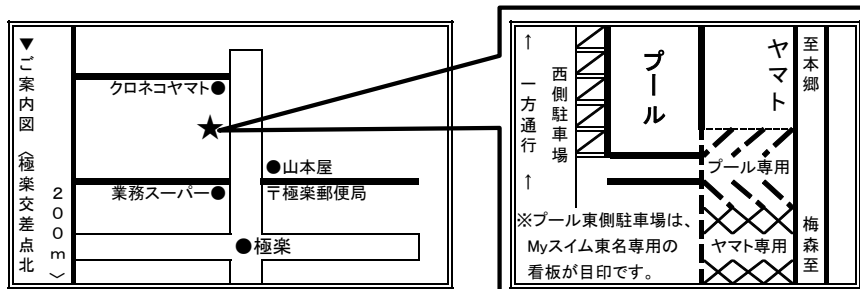 ▼ご案内図〈極楽交差点北
200m〉
クロネコヤマト●
★
●山本屋
業務スーパー●
〒極楽郵便局
●極楽
↑一方通行↑
西側駐車場
プール
ヤマト
至本郷
プール専用
ヤマト専用
梅森至
※プール東側駐車場は、
Myスイム東名専用の
看板が目印です。